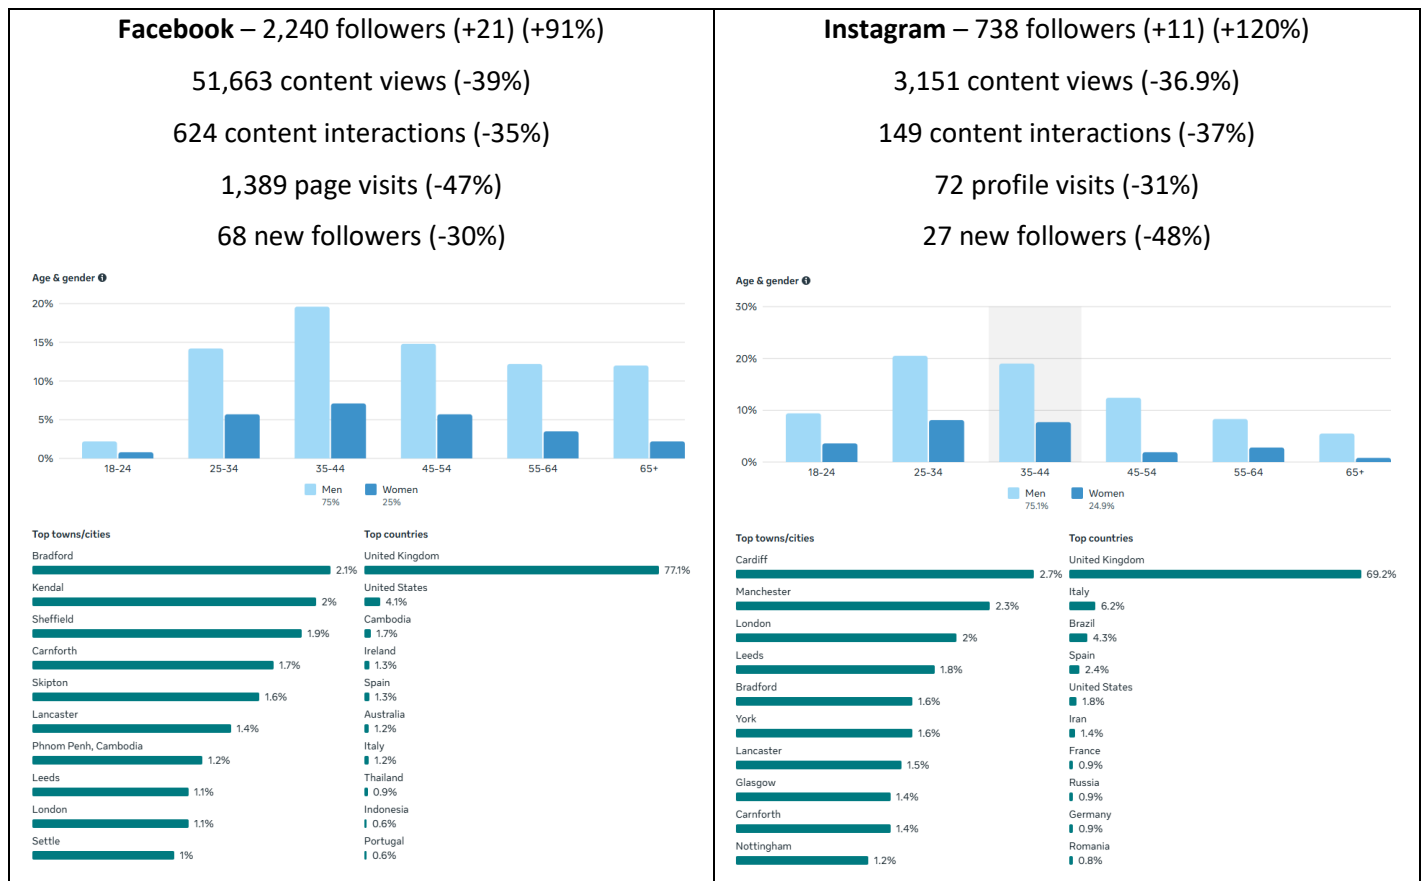 Facebook – 2,240 followers (+21) (+91%)
51,663 content views (-39%)
624 content interactions (-35%)
1,389 page visits (-47%)
68 new followers (-30%)
Age & gender
20%
15%
10%
5%
0%
18-24 25-34 35-44 45-54 55-64 65+
Men Women
75% 25%
Top towns/cities
Bradford
2.1%
Kendal
2%
Sheffield
1.9%
Carnforth
1.7%
Skipton
1.6%
Lancaster
1.4%
Phnom Penh, Cambodia
1.2%
Leeds
1.1%
London
1.1%
Settle
1%
Top countries
United Kingdom
77.1%
United States
4.1%
Cambodia
1.7%
Ireland
1.3%
Spain
1.3%
Australia
1.2%
Italy
1.2%
Thailand
0.9%
Indonesia
0.6%
Portugal
0.6%
Instagram – 738 followers (+11) (+120%)
3,151 content views (-36.9%)
149 content interactions (-37%)
72 profile visits (-31%)
27 new followers (-48%)
Age & gender
30%
20%
10%
0%
18-24 25-34 35-44 45-54 55-64 65+
Men Women
75.1% 24.9%
Top towns/cities
Cardiff
2.7%
Manchester
2.3%
London
2%
Leeds
1.8%
Bradford
1.6%
York
1.6%
Lancaster
1.5%
Glasgow
1.4%
Carnforth
1.4%
Nottingham
1.2%
Top countries
United Kingdom
69.2%
Italy
6.2%
Brazil
4.3%
Spain
2.4%
United States
1.8%
Iran
1.4%
France
0.9%
Russia
0.9%
Germany
0.9%
Romania
0.8%